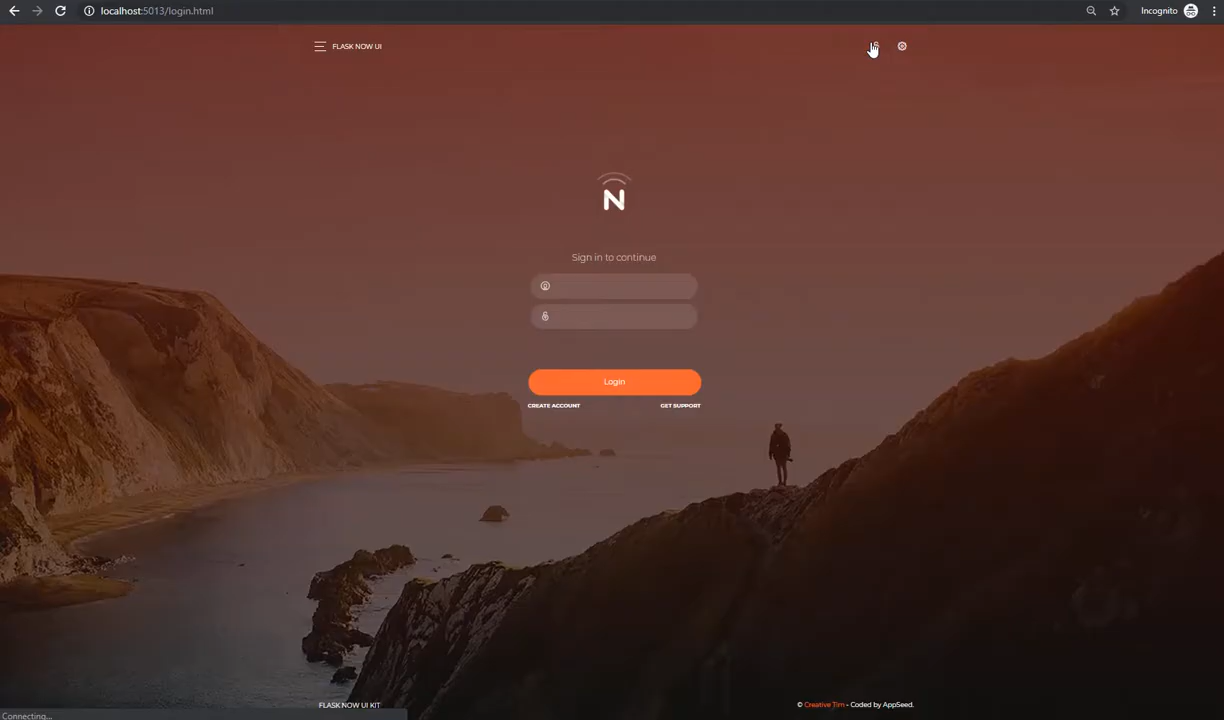 localhost:5013/login.html
Incognito
FLASK NOW UI
N
Sign in to continue
Login
CREATE ACCOUNT
GET SUPPORT
FLASK NOW UI KIT
© Creative Tim - Coded by AppSeed.
Connecting...